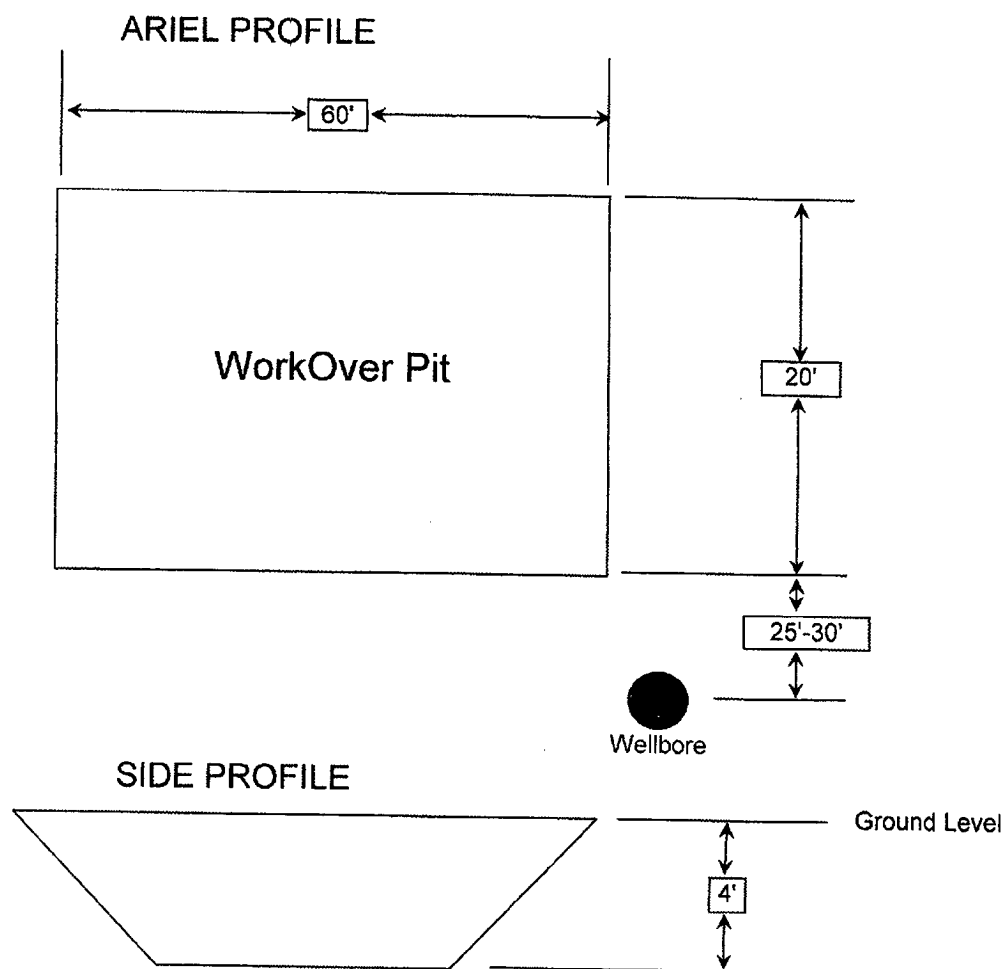 ARIEL PROFILE
60'
WorkOver Pit
20'
25'-30'
Wellbore
SIDE PROFILE
Ground Level
4'